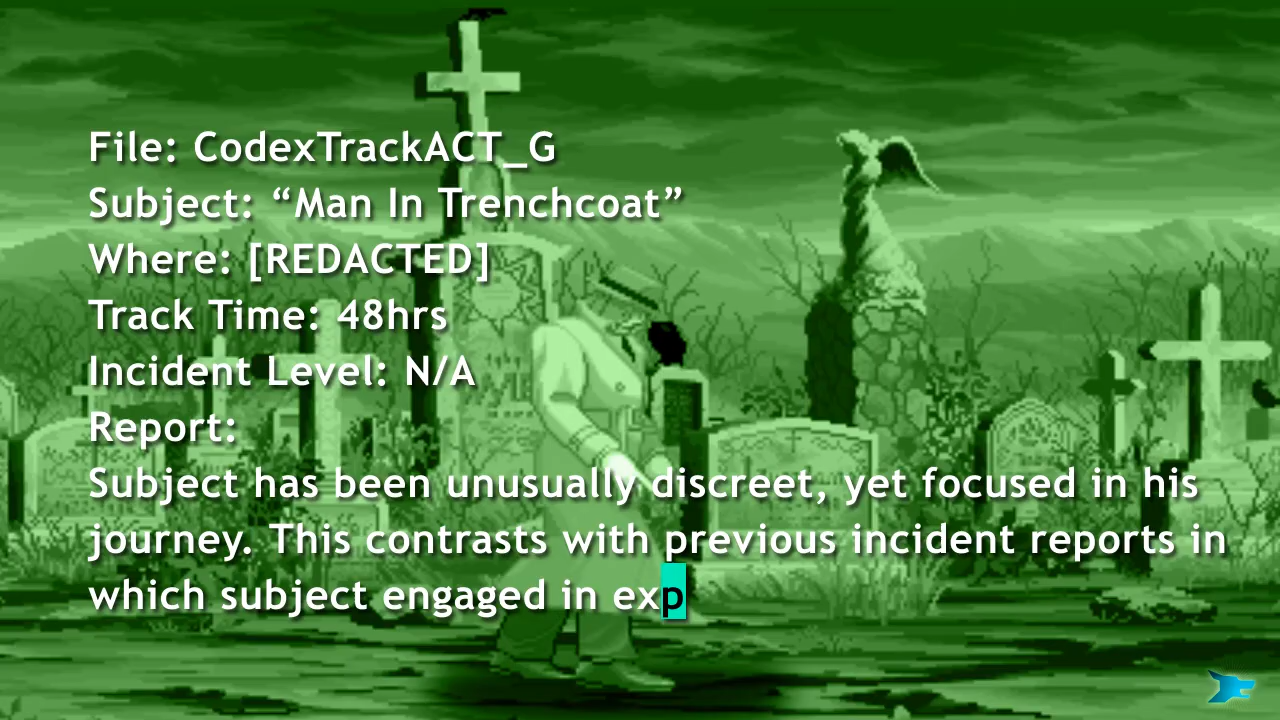 File: CodexTrackACT_G
Subject: “Man In Trenchcoat”
Where: [REDACTED]
Track Time: 48hrs
Incident Level: N/A
Report:
Subject has been unusually discreet, yet focused in his
journey. This contrasts with previous incident reports in
which subject engaged in exp